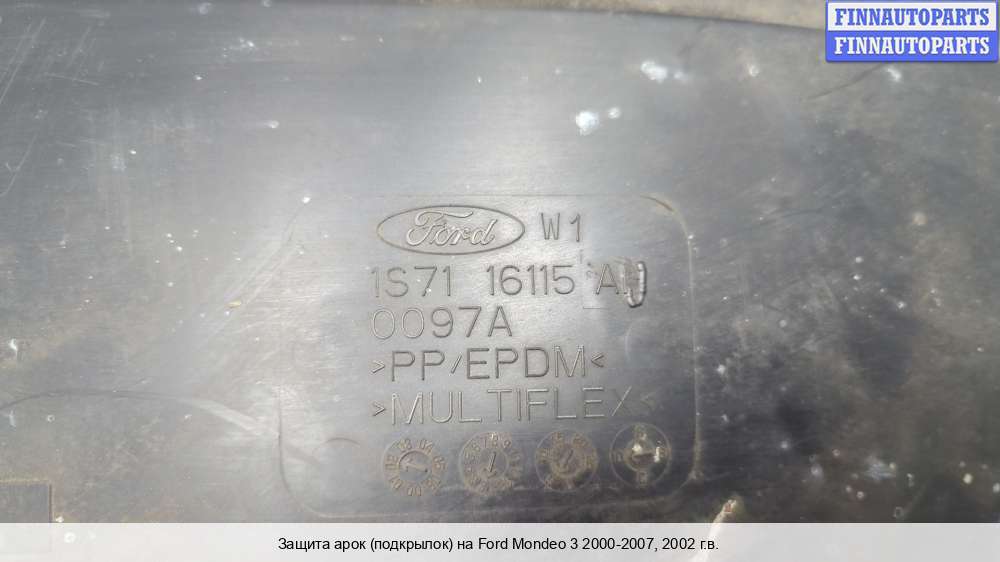 FINNAUTOPARTS
FINNAUTOPARTS
Ford W1
1S71 16115
0097A
>PP/EPDM<
>MULTIFLEX<
Защита арок (подкрылок) на Ford Mondeo 3 2000-2007, 2002 г.в.